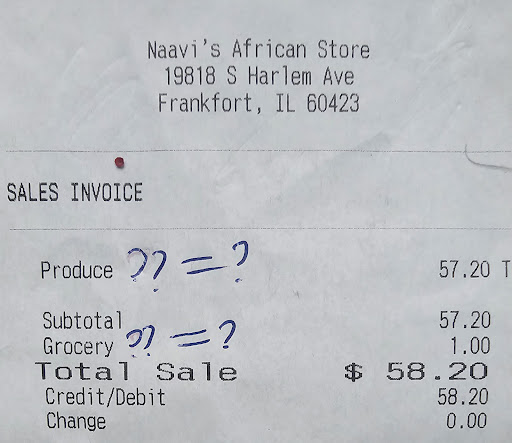 Naavi's African Store
19818 S Harlem Ave
Frankfort, IL 60423
SALES INVOICE
Produce ?? = ? 57.20 T
Subtotal 57.20
Grocery ?? = ? 1.00
Total Sale $ 58.20
Credit/Debit 58.20
Change 0.00